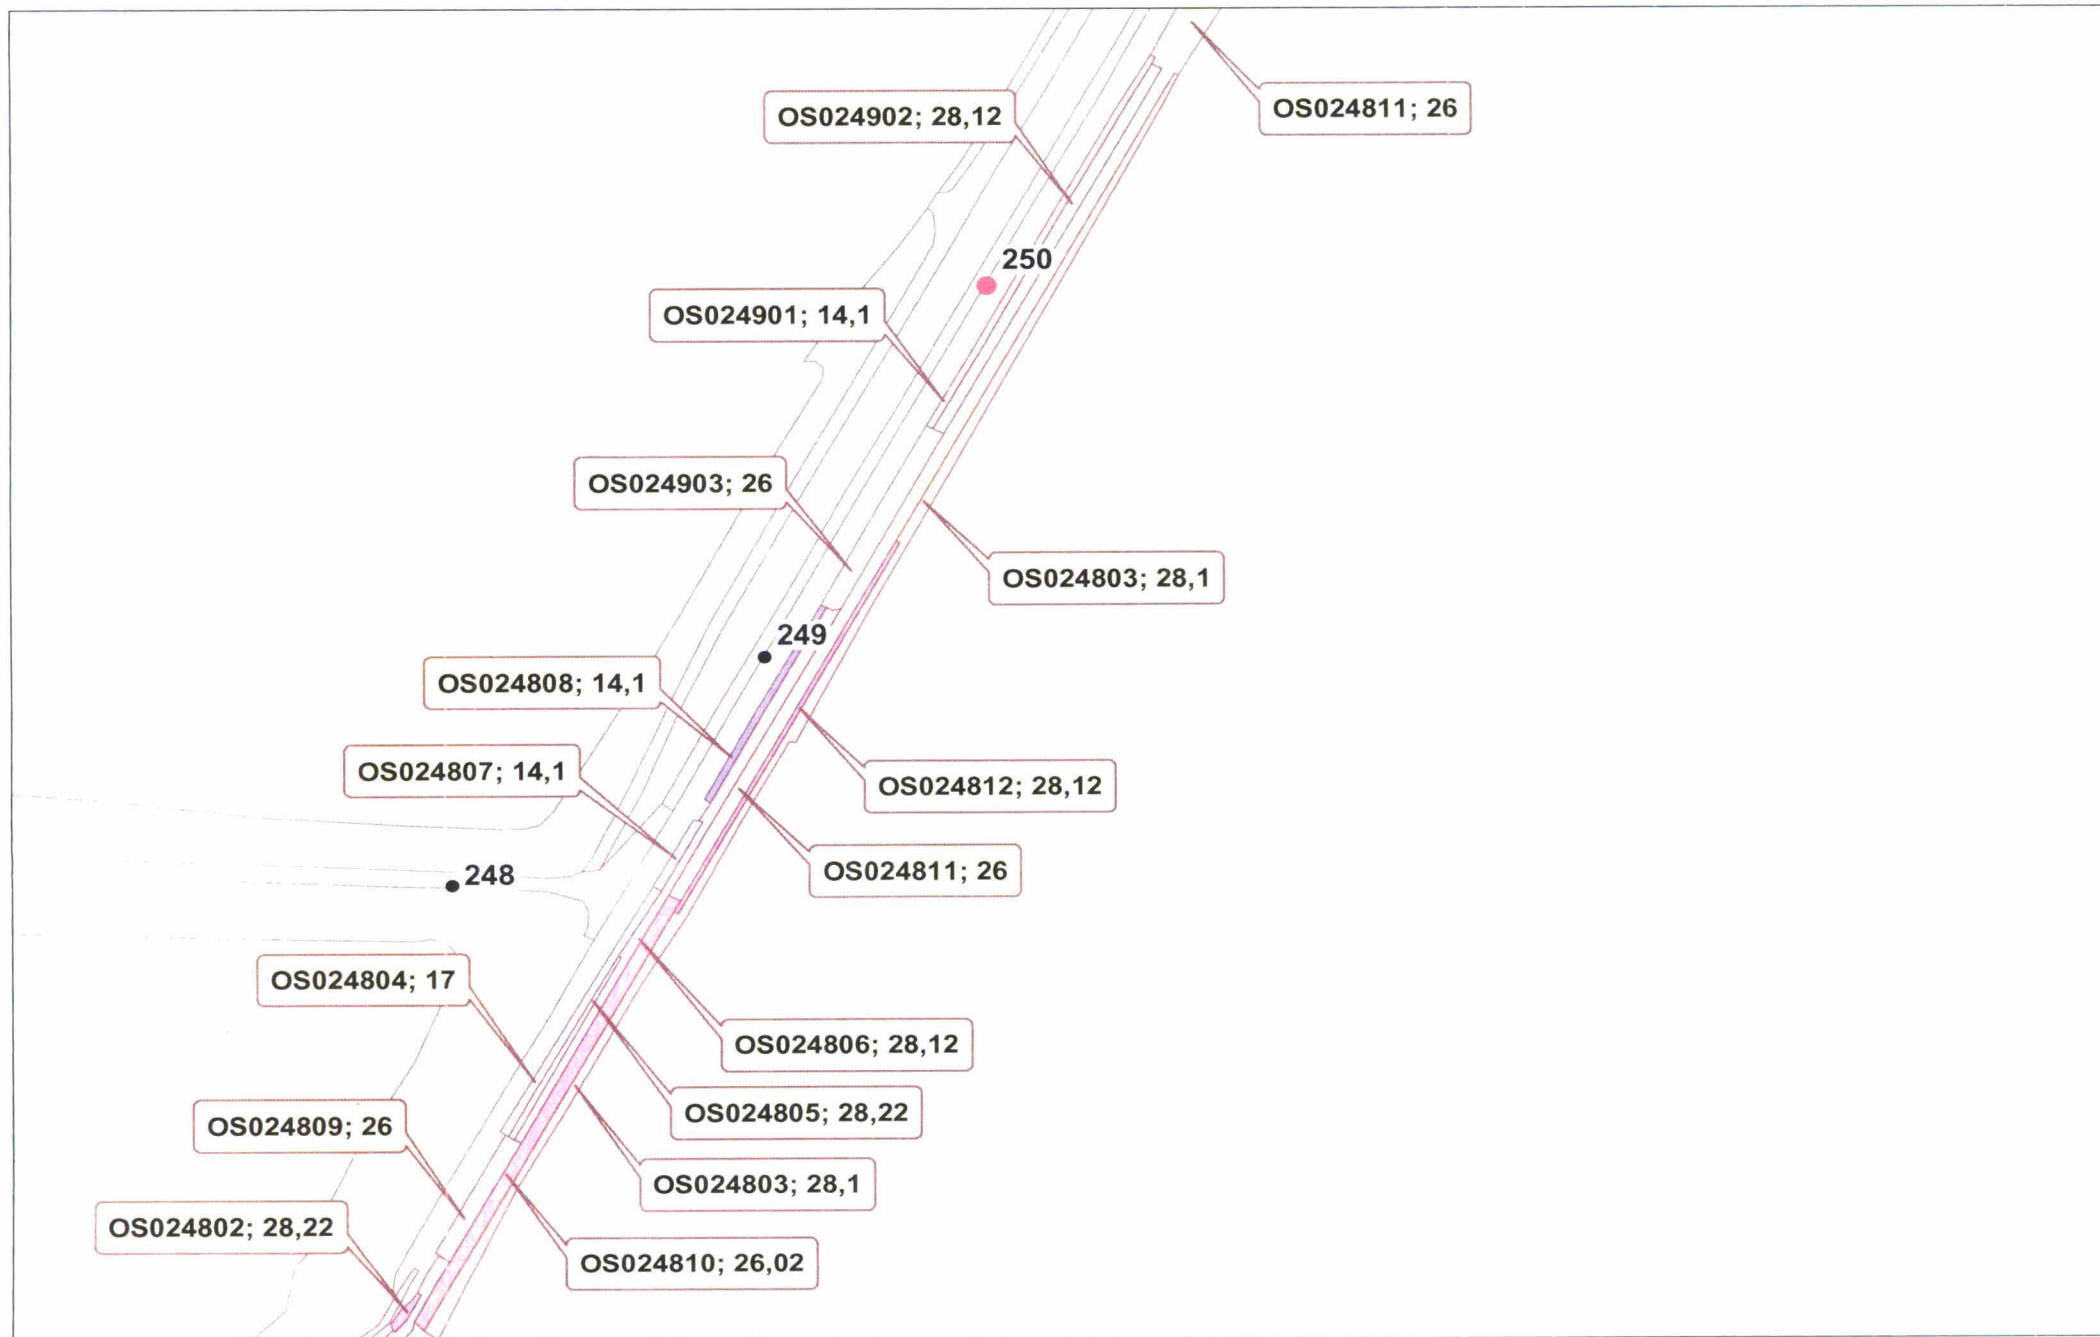 OS024811; 26
OS024902; 28,12
250
OS024901; 14,1
OS024903; 26
OS024803; 28,1
249
OS024808; 14,1
OS024807; 14,1
OS024812; 28,12
OS024811; 26
248
OS024804; 17
OS024806; 28,12
OS024805; 28,22
OS024809; 26
OS024803; 28,1
OS024802; 28,22
OS024810; 26,02